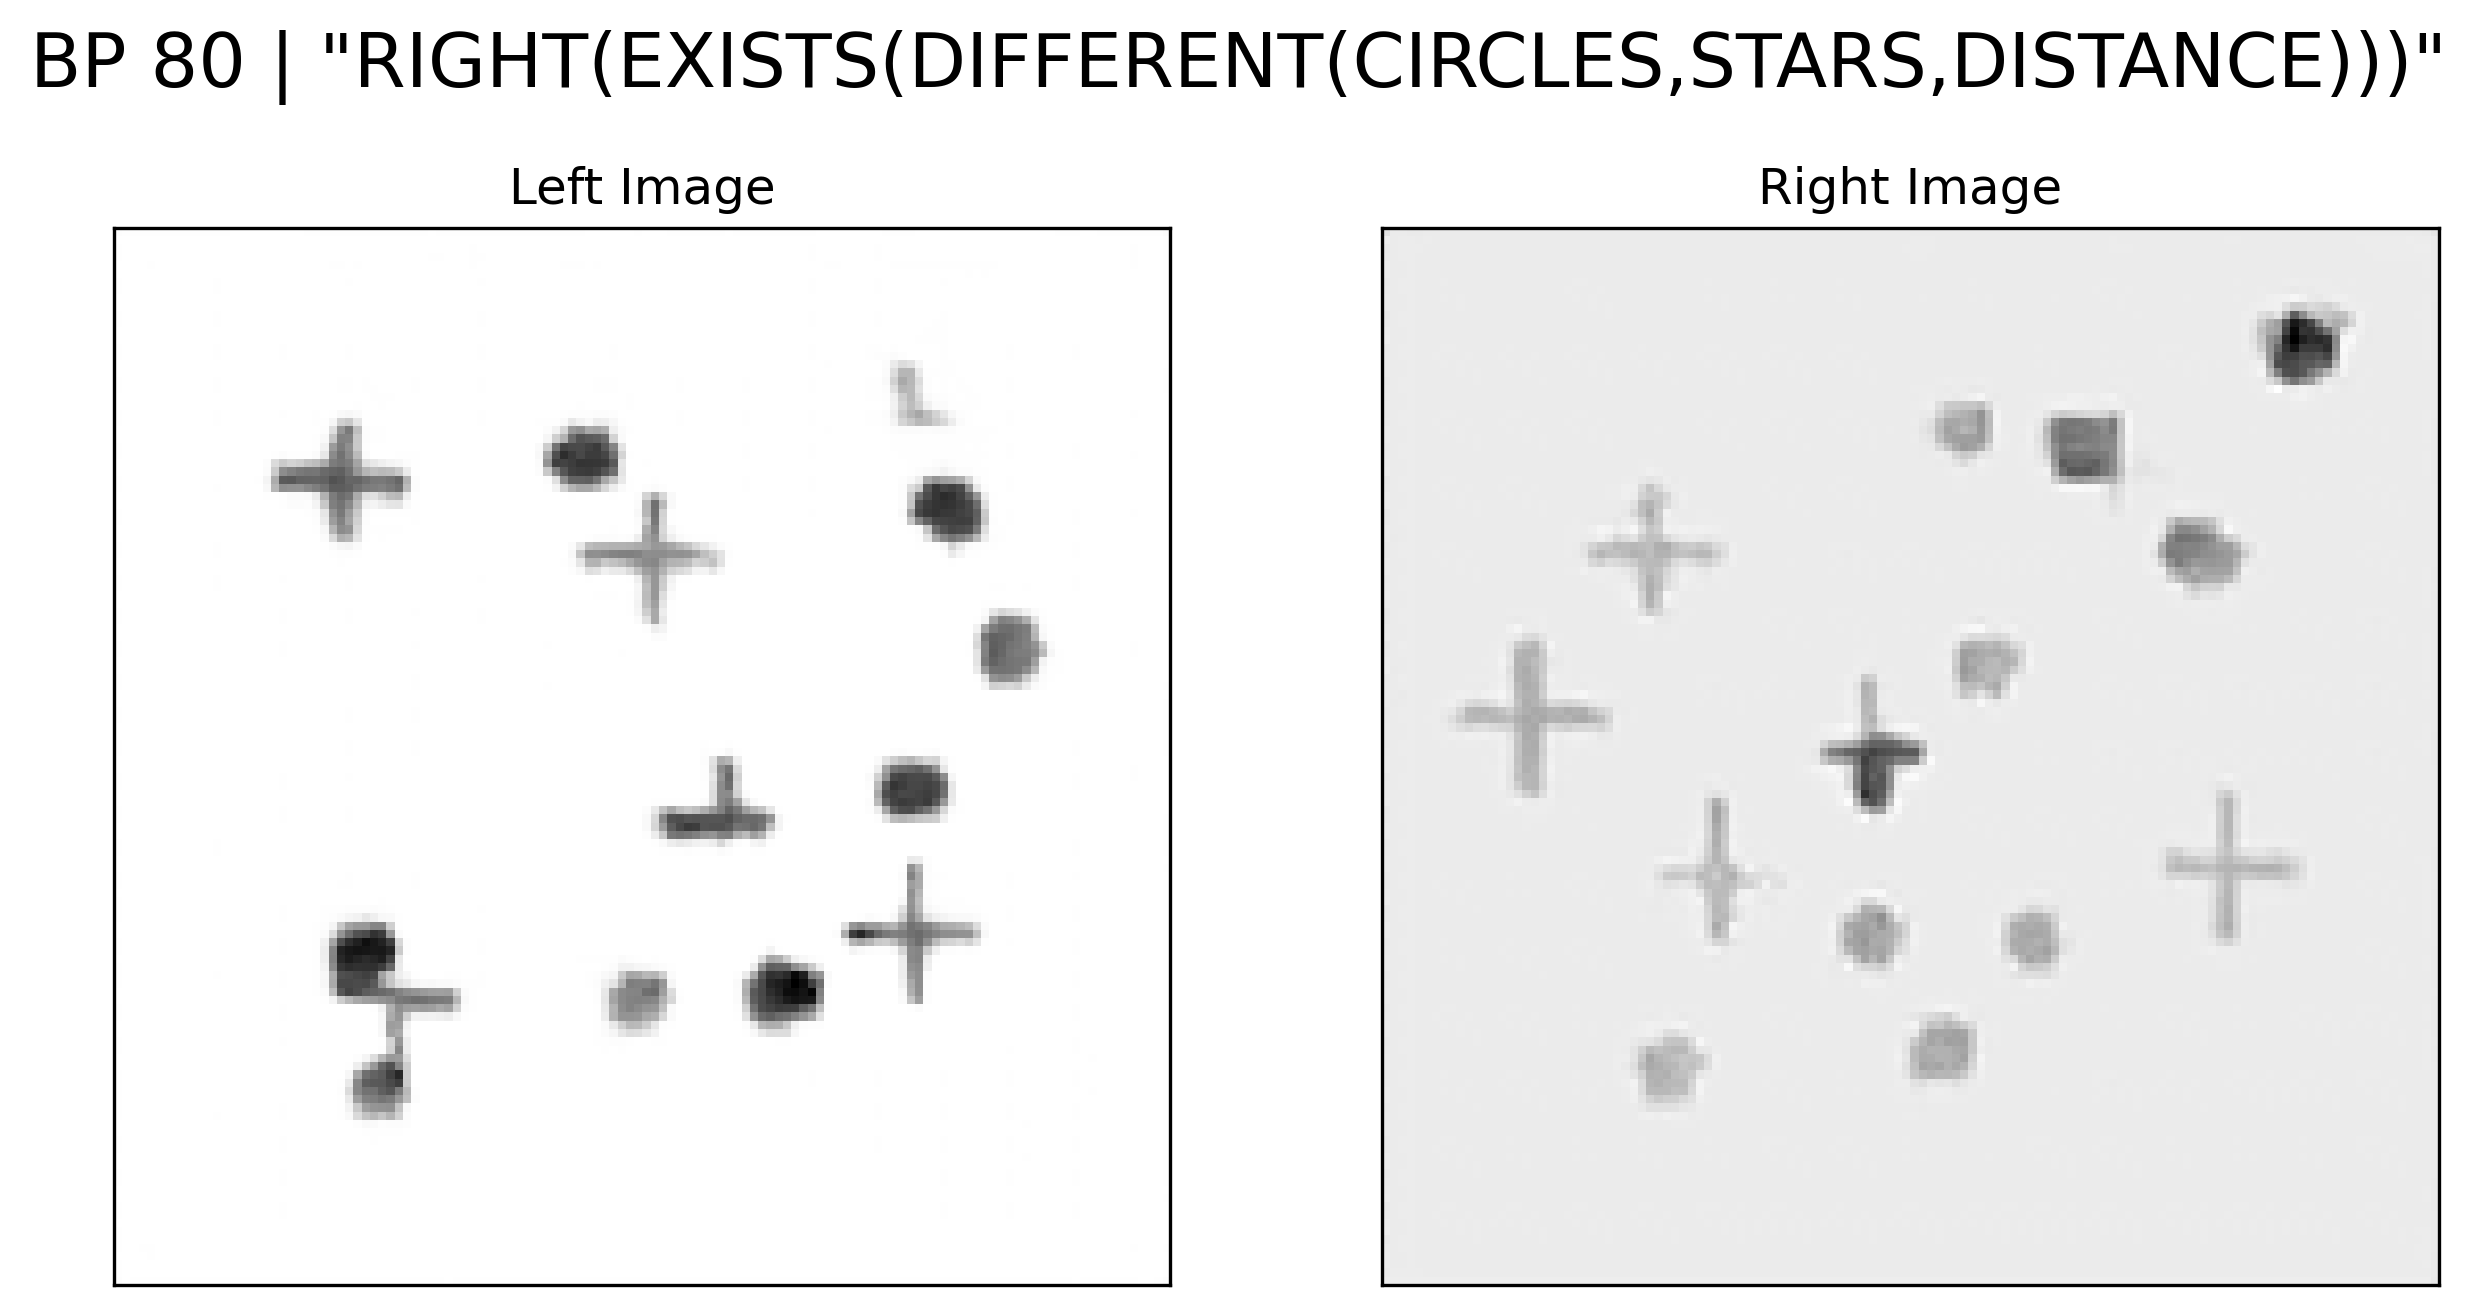 BP 80 | "RIGHT(EXISTS(DIFFERENT(CIRCLES,STARS,DISTANCE)))"
Left Image
Right Image